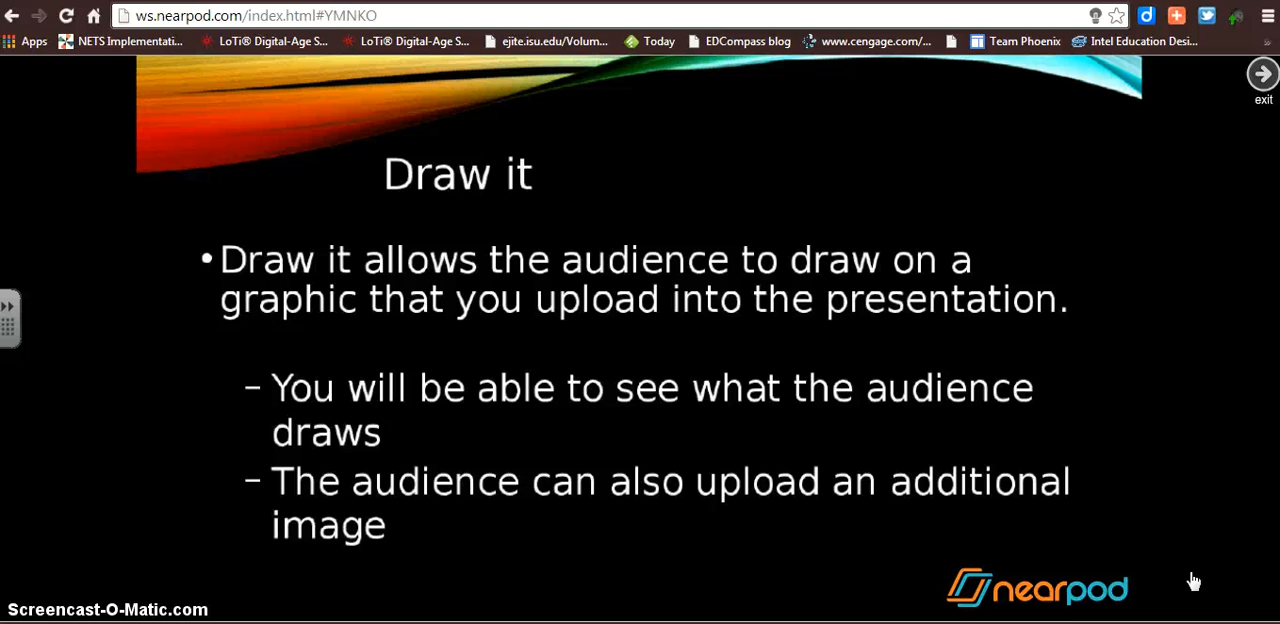 ws.nearpod.com/index.html#YMNKO
Apps NETS Implementati... LoTi® Digital-Age S... LoTi® Digital-Age S... ejite.isu.edu/Volum... Today EDCompass blog www.cengage.com/... Team Phoenix Intel Education Desi... »
exit
Draw it
•Draw it allows the audience to draw on a
graphic that you upload into the presentation.
– You will be able to see what the audience
draws
– The audience can also upload an additional
image
nearpod
Screencast-O-Matic.com